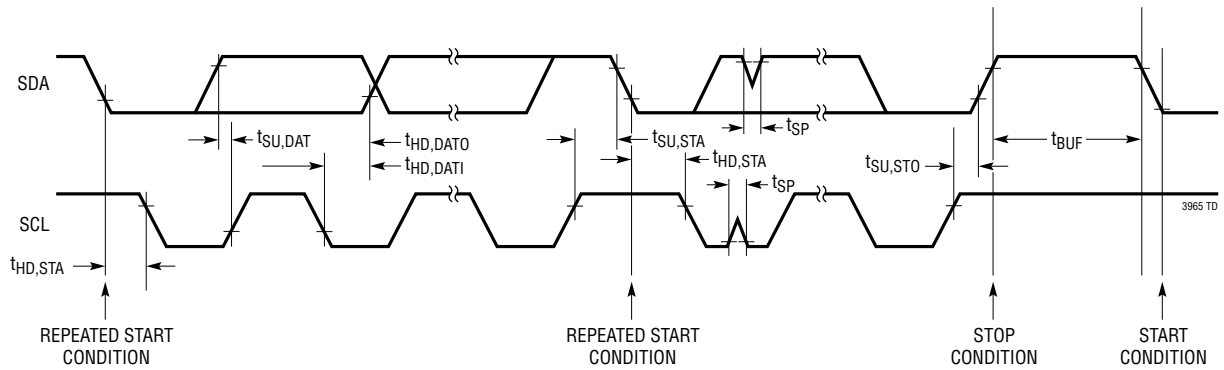 SDA
tSU,DAT
tHD,DATO
tHD,DATI
tSU,STA
tHD,STA
tSP
tSP
tSU,STO
tBUF
3965 TD
SCL
tHD,STA
REPEATED START
CONDITION
REPEATED START
CONDITION
STOP
CONDITION
START
CONDITION